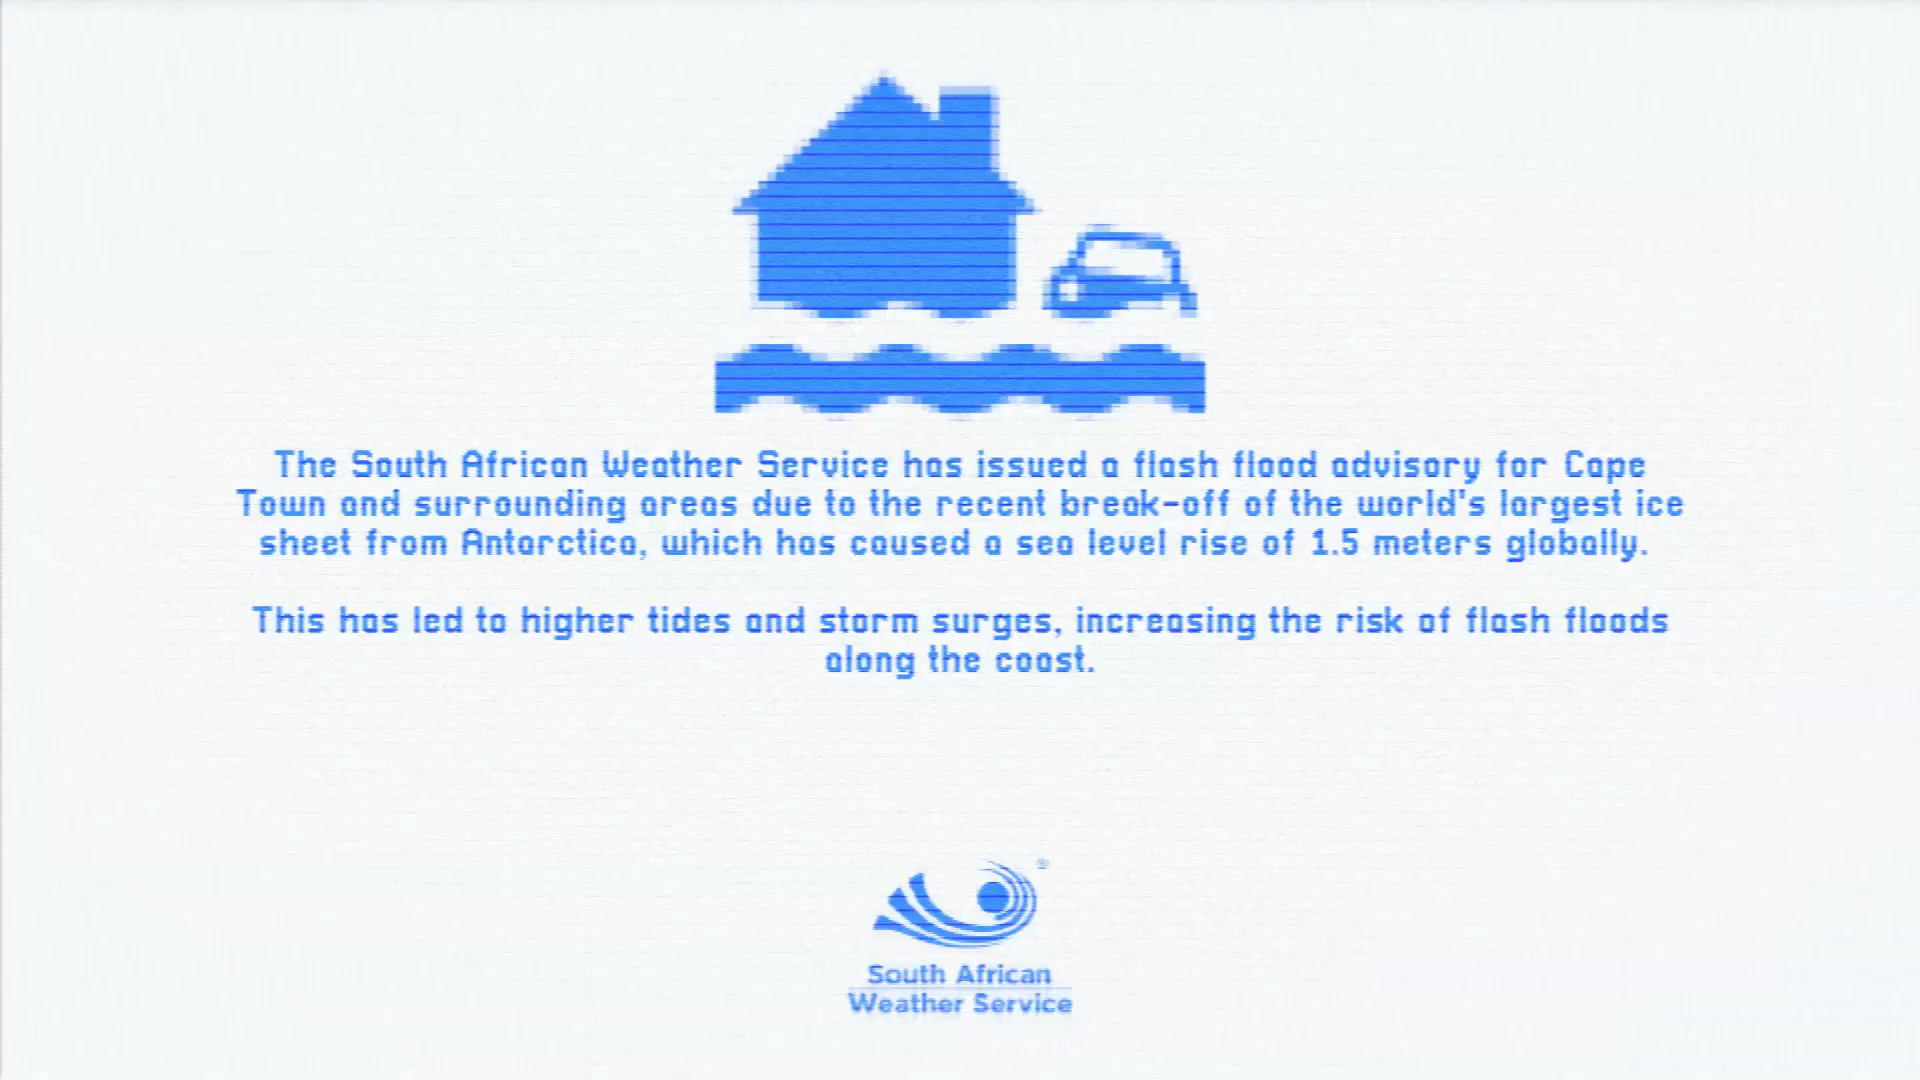 The South African Weather Service has issued a flash flood advisory for Cape
Town and surrounding areas due to the recent break-off of the world's largest ice
sheet from Antarctica, which has caused a sea level rise of 1.5 meters globally.
This has led to higher tides and storm surges, increasing the risk of flash floods
along the coast.
®
South African
Weather Service